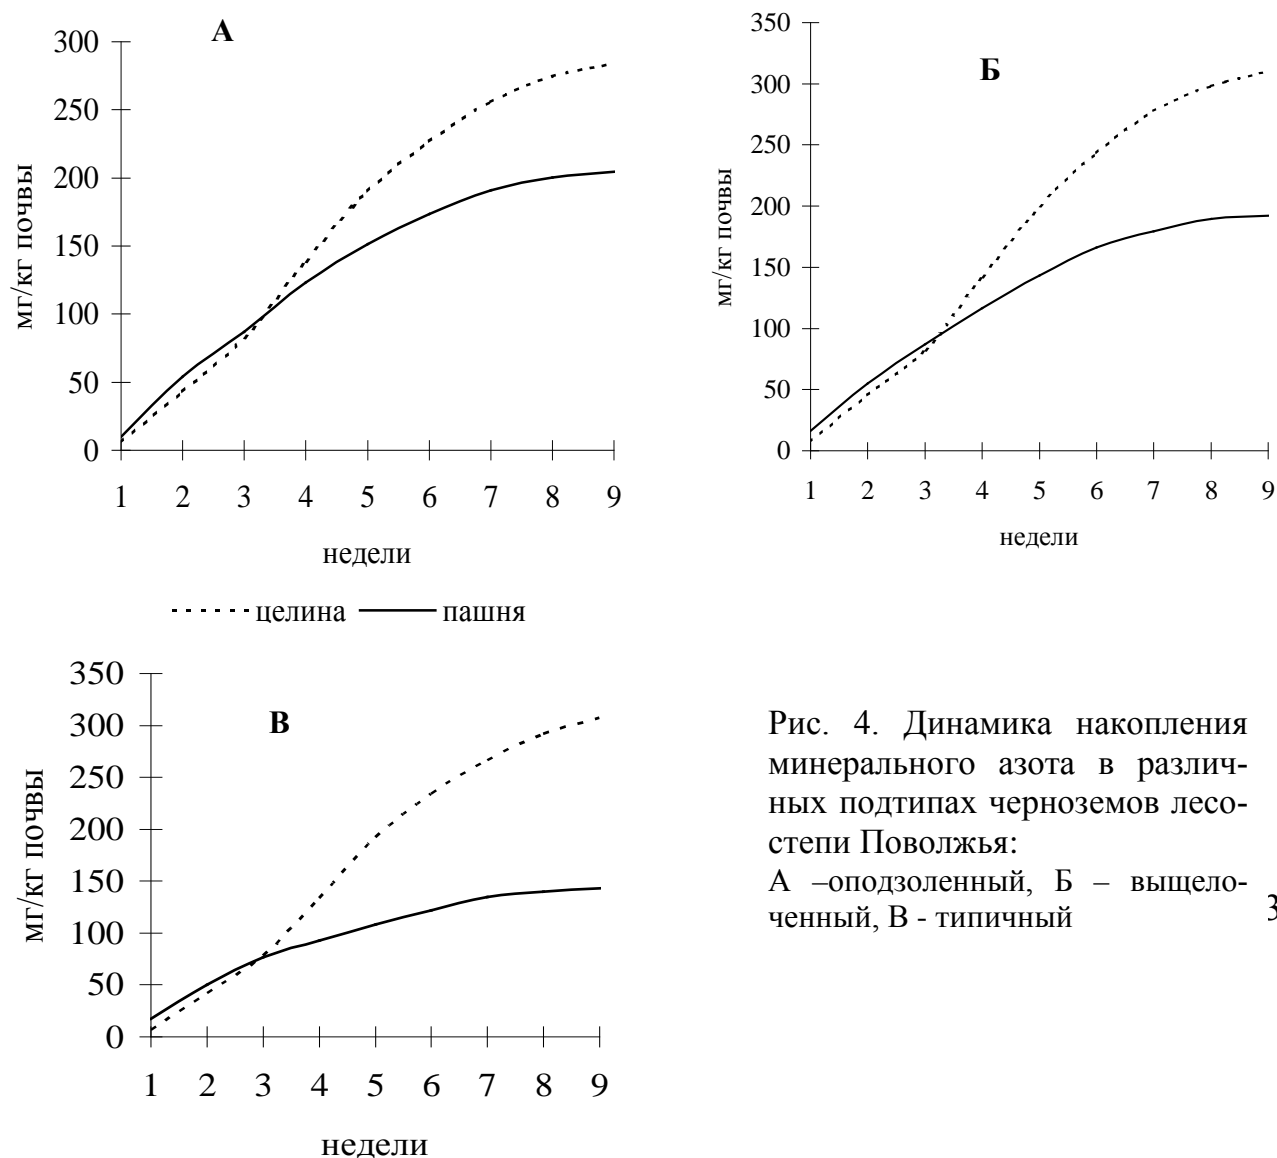 А
300
250
200
150
100
50
0
мг/кг почвы
1 2 3 4 5 6 7 8 9
недели
Б
350
300
250
200
150
100
50
0
мг/кг почвы
1 2 3 4 5 6 7 8 9
недели
целина пашня
В
350
300
250
200
150
100
50
0
мг/кг почвы
1 2 3 4 5 6 7 8 9
недели
Рис. 4. Динамика накопления
минерального азота в различ-
ных подтипах черноземов лесо-
степи Поволжья:
А –оподзоленный, Б – выщело-
ченный, В - типичный
3